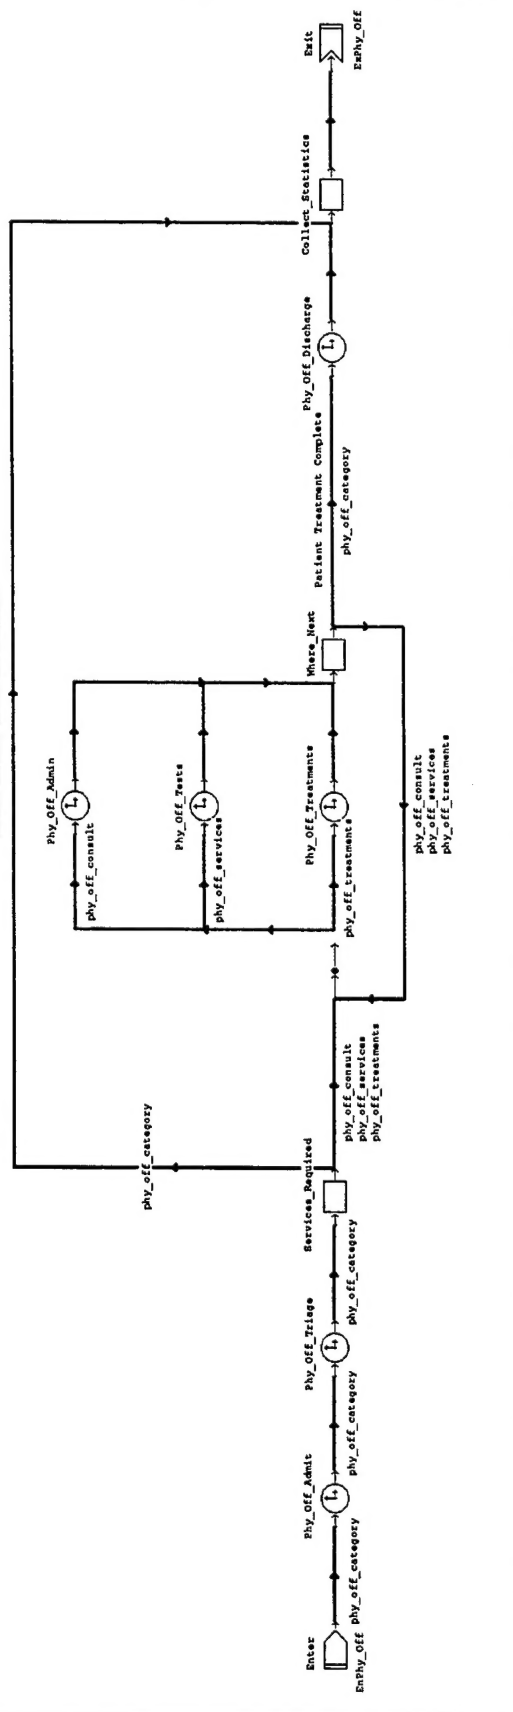 Enter
EnPhy_Off
phy_off_category
Phy_Off_Admit
phy_off_category
Phy_Off_Triage
phy_off_category
Services_Required
phy_off_category
phy_off_consult
phy_off_services
phy_off_treatments
Phy_Off_Admin
phy_off_consult
Phy_Off_Tests
phy_off_services
Phy_Off_Treatments
phy_off_treatments
Where_Next
phy_off_consult
phy_off_services
phy_off_treatments
Patient Treatment Complete
phy_off_category
Phy_Off_Discharge
Collect_Statistics
Exit
ExPhy_Off